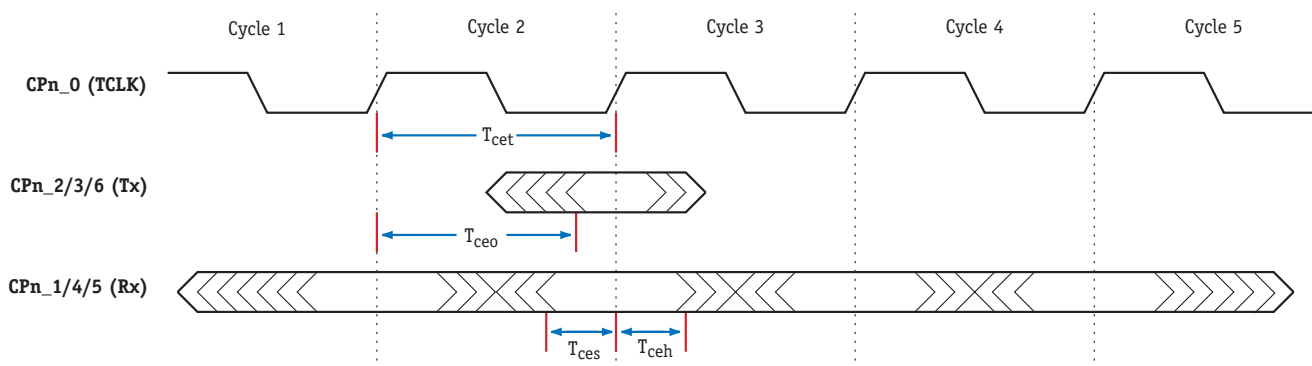 Cycle 1 Cycle 2 Cycle 3 Cycle 4 Cycle 5
CPn_0 (TCLK)
Tcet
CPn_2/3/6 (Tx)
Tceo
CPn_1/4/5 (Rx)
Tces Tceh